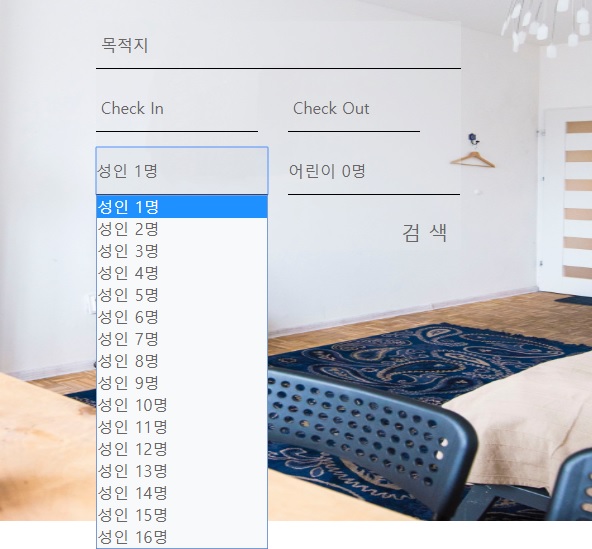 목적지
Check In Check Out
성인 1명 어린이 0명
성인 1명
성인 2명
성인 3명
성인 4명
성인 5명
성인 6명
성인 7명
성인 8명
성인 9명
성인 10명
성인 11명
성인 12명
성인 13명
성인 14명
성인 15명
성인 16명
검 색